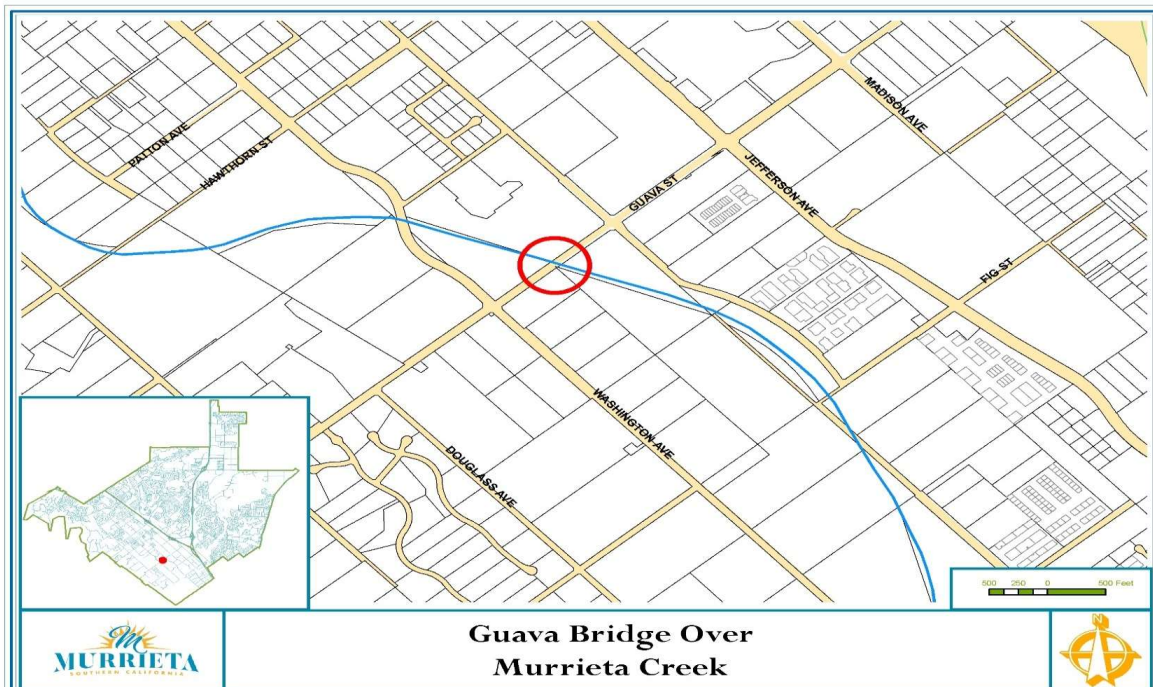 MADISON AVE
PATTON AVE
HAWTHORN ST
JEFFERSON AVE
GUAVA ST
FIG ST
WASHINGTON AVE
DOUGLASS AVE
500 250 0 500 Feet
N
M
MURRIETA
SOUTHERN CALIFORNIA
Guava Bridge Over
Murrieta Creek